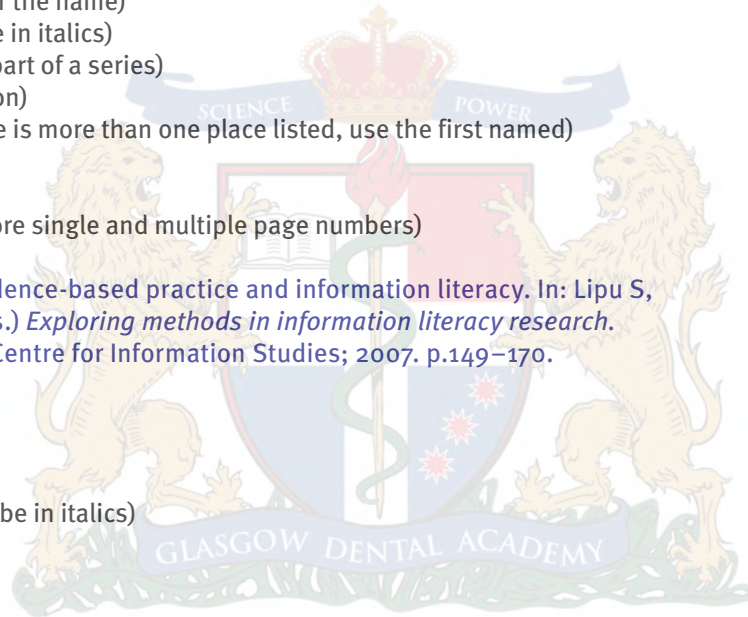 r the name)
e in italics)
part of a series)
on)
SCIENCE POWER
e is more than one place listed, use the first named)
ore single and multiple page numbers)
dence-based practice and information literacy. In: Lipu S,
s.) Exploring methods in information literacy research.
Centre for Information Studies; 2007. p.149–170.
be in italics)
GLASGOW DENTAL ACADEMY